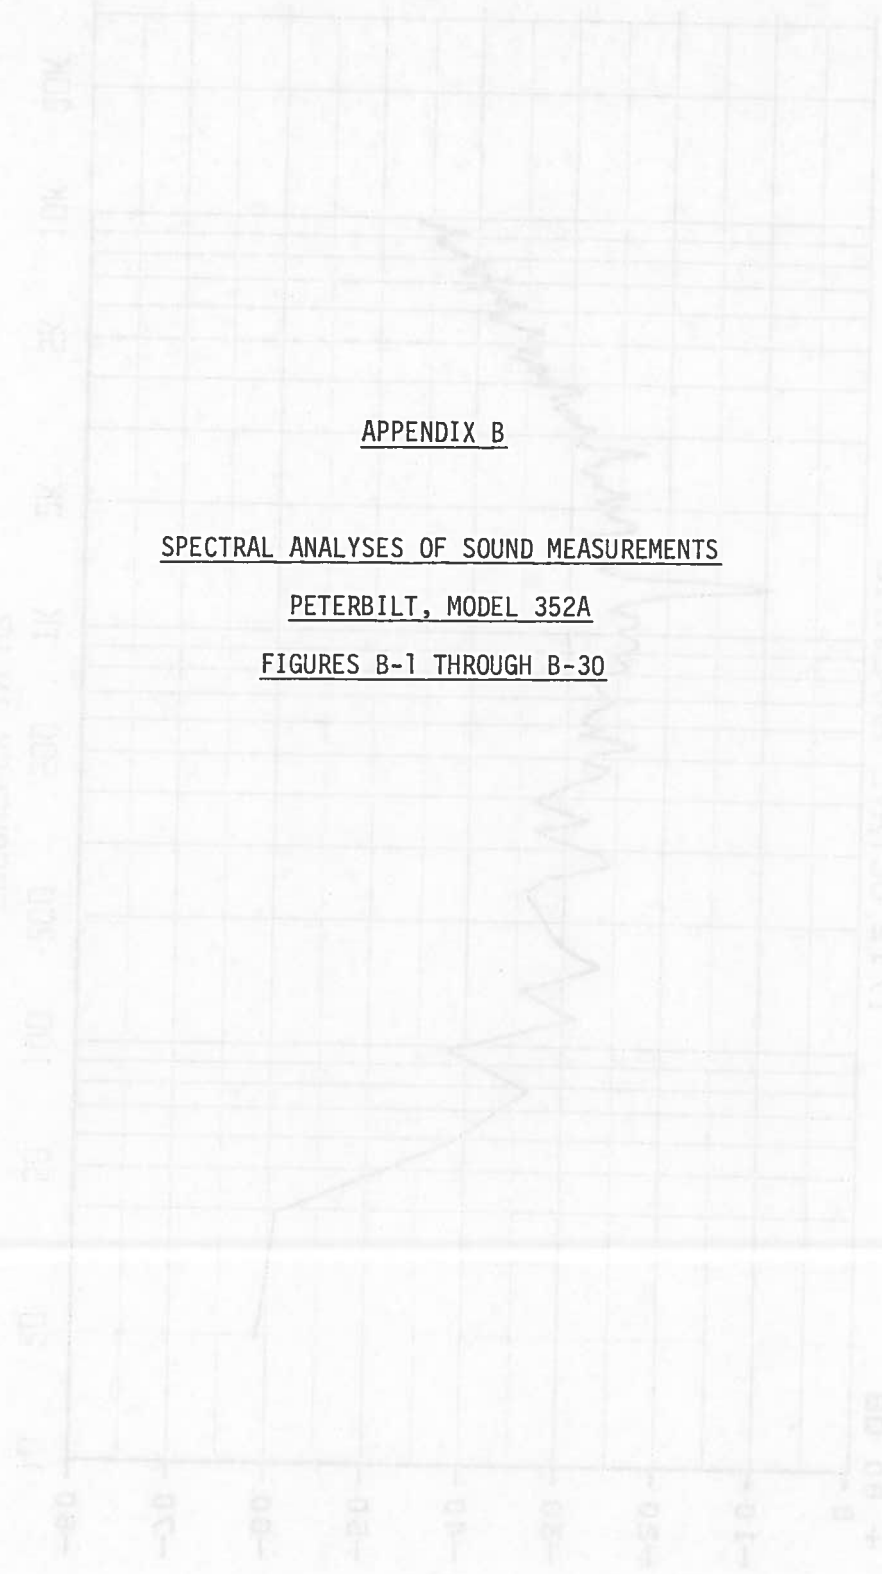 APPENDIX B
SPECTRAL ANALYSES OF SOUND MEASUREMENTS
PETERBILT, MODEL 352A
FIGURES B-1 THROUGH B-30